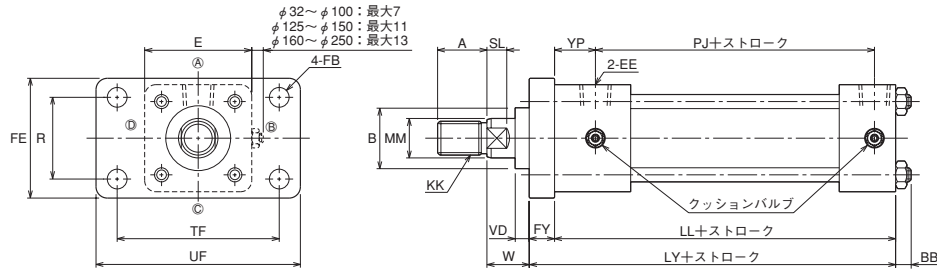 φ32～φ100：最大7
φ125～φ150：最大11
φ160～φ250：最大13
E
A
SL
YP
PJ＋ストローク
4-FB
2-EE
Ⓐ
Ⓓ
Ⓑ
Ⓒ
FE
R
B
MM
KK
クッションバルブ
TF
VD
FY
LL＋ストローク
UF
W
LY＋ストローク
BB